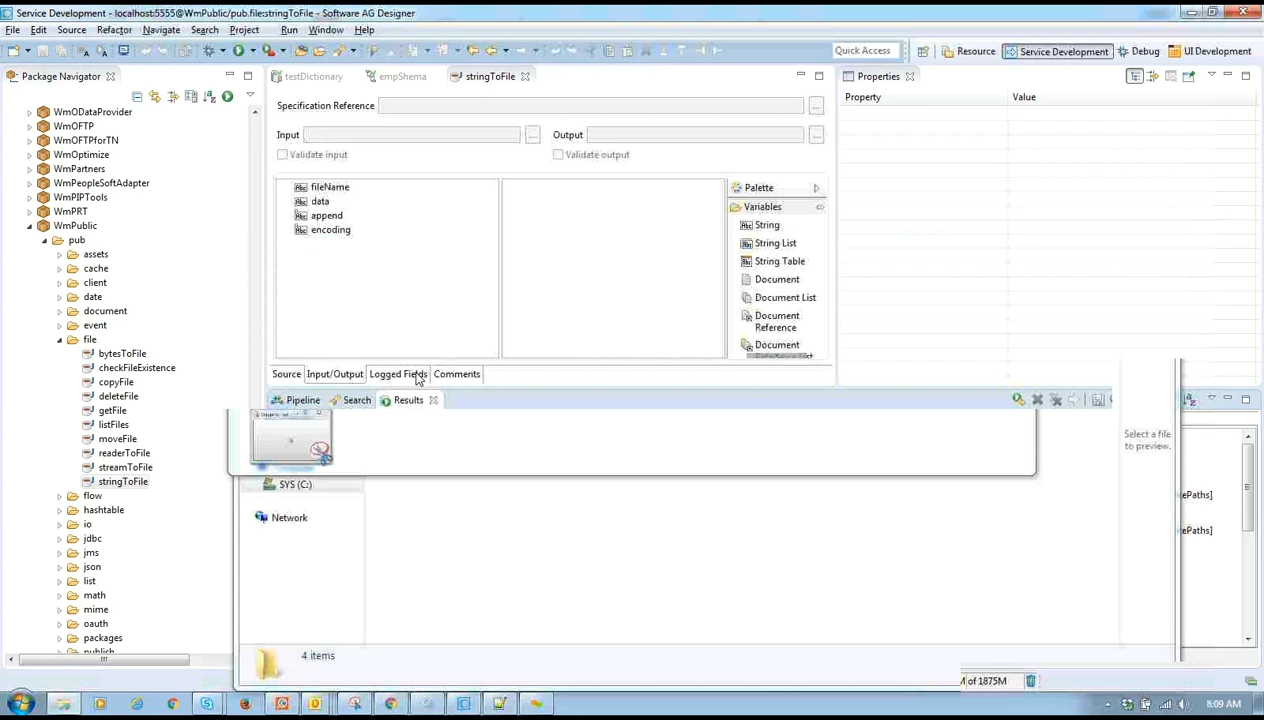 Service Development - localhost:5555@WmPublic/pub.file:stringToFile - Software AG Designer
File Edit Source Refactor Navigate Search Project Run Window Help
Quick Access Resource Service Development Debug UI Development
Package Navigator
WmODataProvider
WmOFTP
WmOFTPforTN
WmOptimize
WmPartners
WmPeopleSoftAdapter
WmPIPTools
WmPRT
WmPublic
pub
assets
cache
client
date
document
event
file
bytesToFile
checkFileExistence
copyFile
deleteFile
getFile
listFiles
moveFile
readerToFile
streamToFile
stringToFile
flow
hashtable
io
jdbc
jms
json
list
math
mime
oauth
packages
publish
testDictionary empShema stringToFile
Specification Reference
Input Output
Validate input Validate output
fileName
data
append
encoding
Palette
Variables
String
String List
String Table
Document
Document List
Document
Reference
Document
Source Input/Output Logged Fields Comments
Pipeline Search Results
Properties
Property Value
Select a file
to preview.
ePaths]
ePaths]
SYS (C:)
Network
4 items
of 1875M
8:09 AM